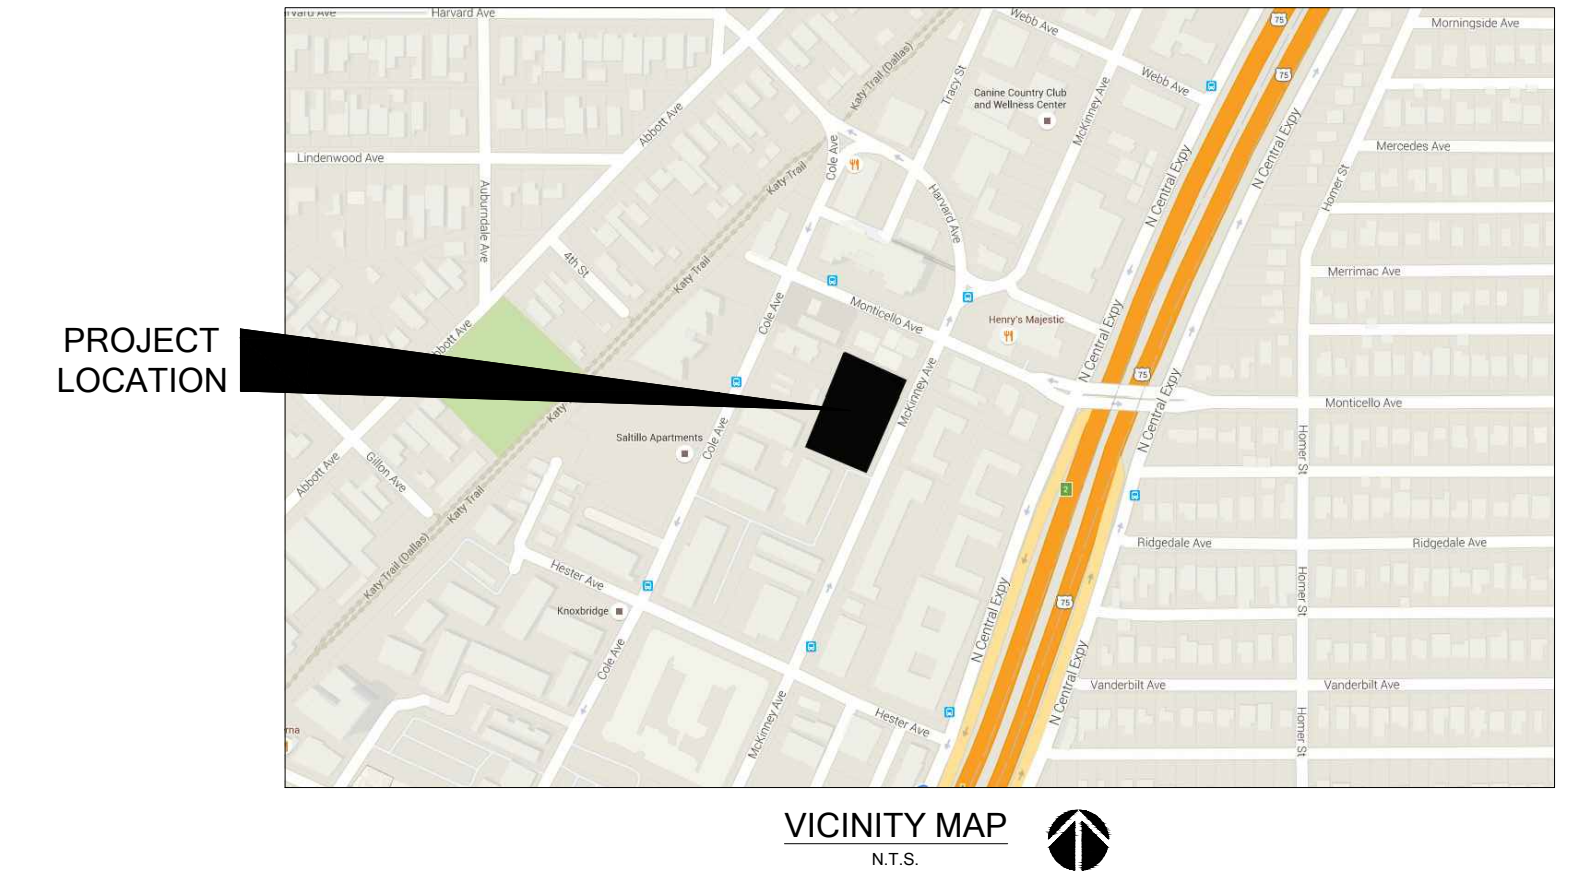 Harvard Ave
Webb Ave
75
Morningside Ave
Katy Trail (Dallas)
Tracy St
Webb Ave
75
Canine Country Club
and Wellness Center
McKinney Ave
Abbott Ave
N Central Expy
Mercedes Ave
Lindenwood Ave
Cole Ave
Katy Trail
N Central Expy
Homer St
Auburndale Ave
Harvard Ave
4th St
Katy Trail
Merrimac Ave
Cole Ave
Monticello Ave
Henry's Majestic
N Central Expy
PROJECT
LOCATION
75
McKinney Ave
N Central Expy
Monticello Ave
Saltillo Apartments
Cole Ave
Homer St
Abbott Ave
Gillon Ave
Katy Trail
2
Ridgedale Ave
Ridgedale Ave
Katy Trail (Dallas)
Hester Ave
Homer St
Knoxbridge
75
N Central Expy
Cole Ave
N Central Expy
Vanderbilt Ave
Vanderbilt Ave
McKinney Ave
Hester Ave
Homer St
VICINITY MAP
N.T.S.